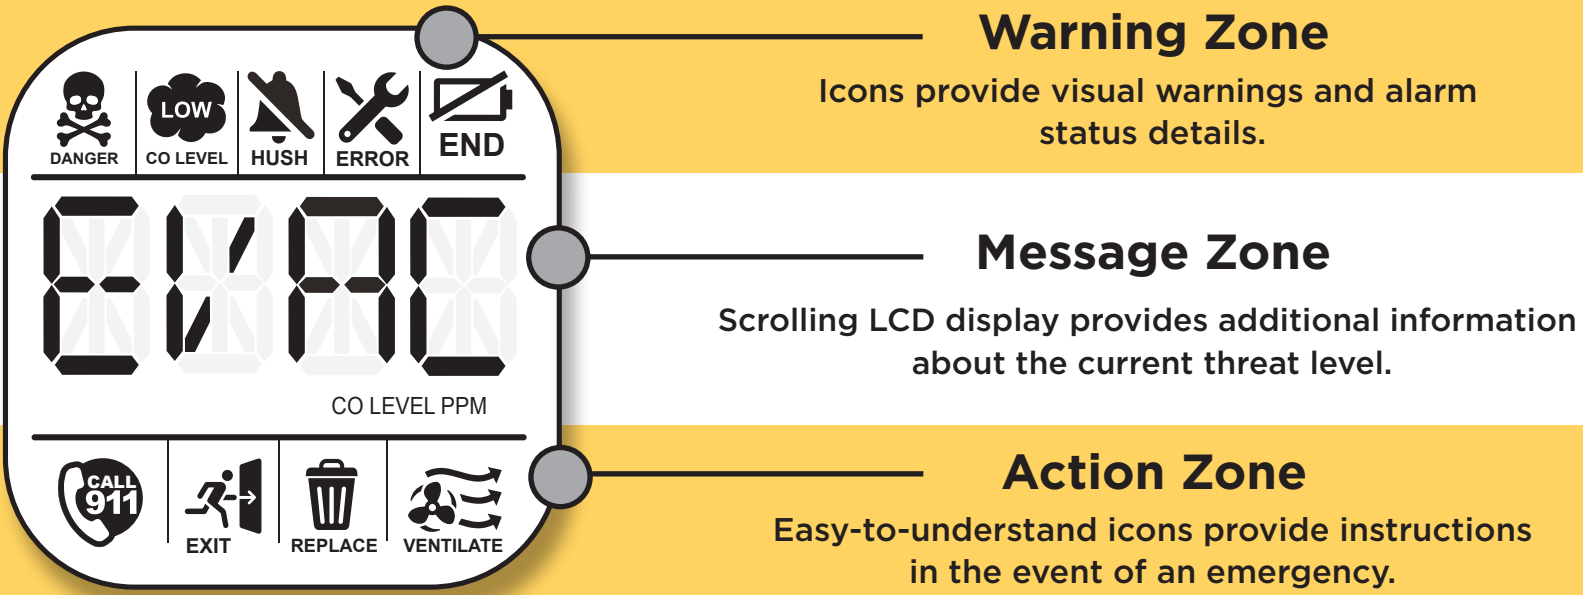 Warning Zone
Icons provide visual warnings and alarm
status details.
DANGER
LOW
CO LEVEL
HUSH
ERROR
END
EVAC
CO LEVEL PPM
Message Zone
Scrolling LCD display provides additional information
about the current threat level.
CALL
911
EXIT
REPLACE
VENTILATE
Action Zone
Easy-to-understand icons provide instructions
in the event of an emergency.